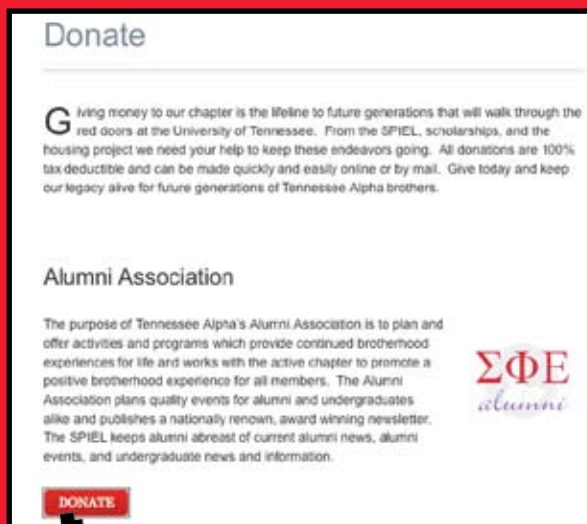 Donate
Giving money to our chapter is the lifeline to future generations that will walk through the
red doors at the University of Tennessee. From the SPIEL, scholarships, and the
housing project we need your help to keep these endeavors going. All donations are 100%
tax deductible and can be made quickly and easily online or by mail. Give today and keep
our legacy alive for future generations of Tennessee Alpha brothers.
Alumni Association
The purpose of Tennessee Alpha's Alumni Association is to plan and
offer activities and programs which provide continued brotherhood
experiences for life and works with the active chapter to promote a
positive brotherhood experience for all members. The Alumni
Association plans quality events for alumni and undergraduates
alike and publishes a nationally renown, award winning newsletter.
The SPIEL keeps alumni abreast of current alumni news, alumni
events, and undergraduate news and information.
ΣΦΕ
alumni
DONATE